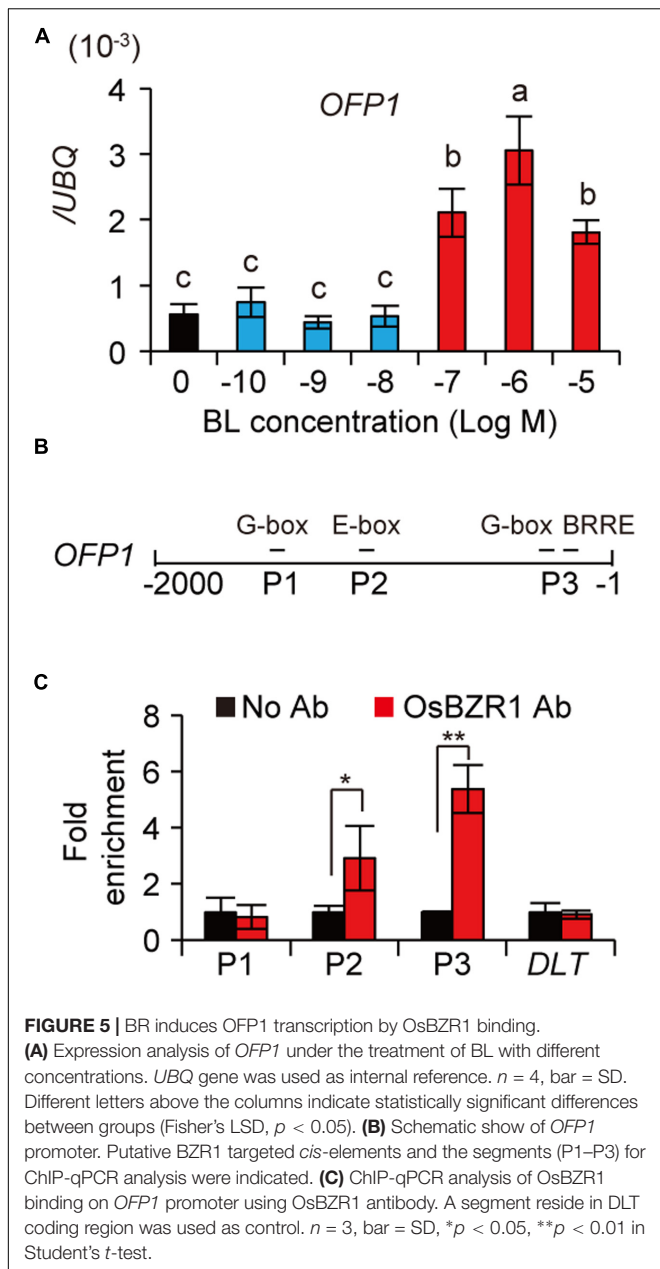 A (10⁻³)
4
OFP1
a
3
b
b
/UBQ
2
c
c
c
c
1
0
0 -10 -9 -8 -7 -6 -5
BL concentration (Log M)
B
G-box E-box G-box BRRE
OFP1
-2000 P1 P2 P3 -1
C
No Ab OsBZR1 Ab
8
**
6
*
4
Fold
enrichment
2
0
P1 P2 P3 DLT
FIGURE 5 | BR induces OFP1 transcription by OsBZR1 binding.
(A) Expression analysis of OFP1 under the treatment of BL with different
concentrations. UBQ gene was used as internal reference. n = 4, bar = SD.
Different letters above the columns indicate statistically significant differences
between groups (Fisher's LSD, p < 0.05). (B) Schematic show of OFP1
promoter. Putative BZR1 targeted cis-elements and the segments (P1–P3) for
ChIP-qPCR analysis were indicated. (C) ChIP-qPCR analysis of OsBZR1
binding on OFP1 promoter using OsBZR1 antibody. A segment reside in DLT
coding region was used as control. n = 3, bar = SD, *p < 0.05, **p < 0.01 in
Student's t-test.